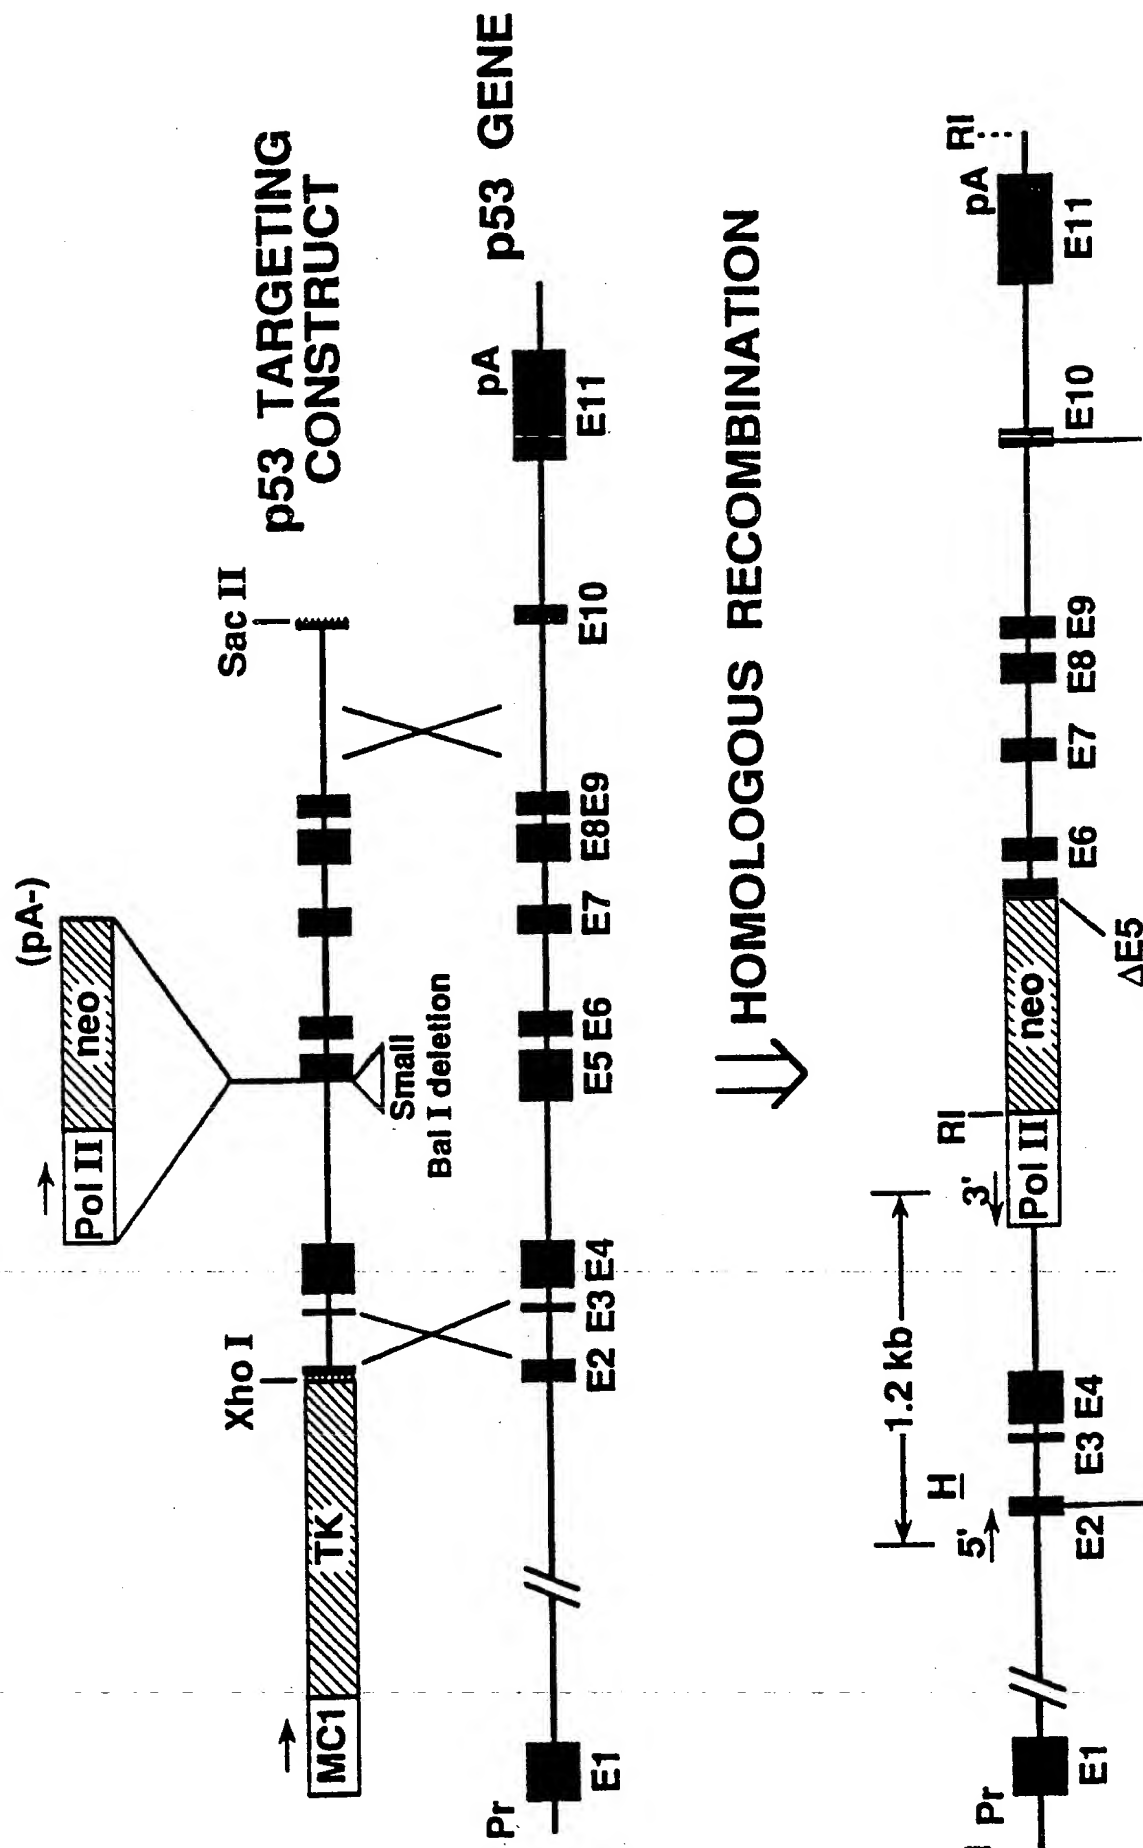 (pA-)
Pol II neo
Xho I
Sac II
p53 TARGETING
CONSTRUCT
MC1 TK
Small
Bal I deletion
p53 GENE
Pr
pA
E1 E2 E3 E4 E5 E6 E7 E8 E9 E10 E11
HOMOLOGOUS RECOMBINATION
1.2 kb
5'
H
3'
RI
Pol II neo
Pr
pA
RI
E1 E2 E3 E4 E6 E7 E8 E9 E10 E11
ΔE5